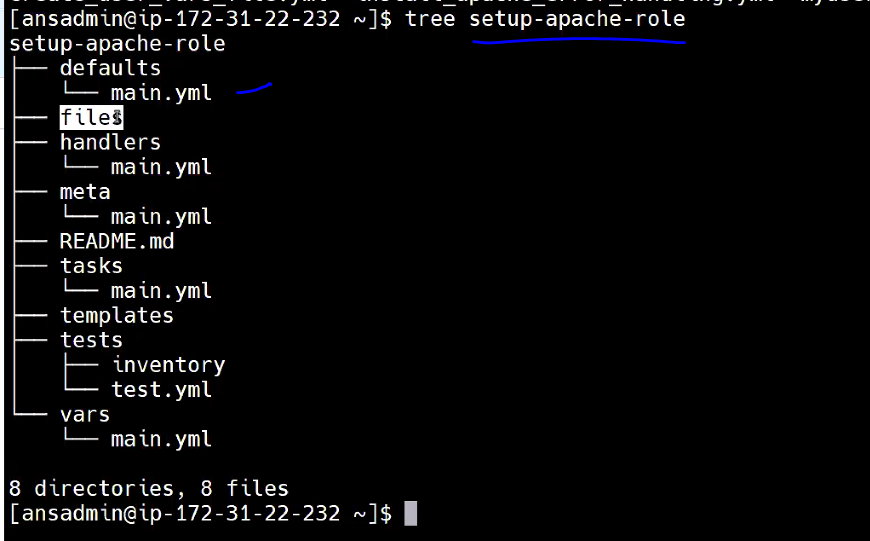 [ansadmin@ip-172-31-22-232 ~]$ tree setup-apache-role
setup-apache-role
├── defaults
│   └── main.yml
├── files
├── handlers
│   └── main.yml
├── meta
│   └── main.yml
├── README.md
├── tasks
│   └── main.yml
├── templates
├── tests
│   ├── inventory
│   └── test.yml
└── vars
    └── main.yml
8 directories, 8 files
[ansadmin@ip-172-31-22-232 ~]$